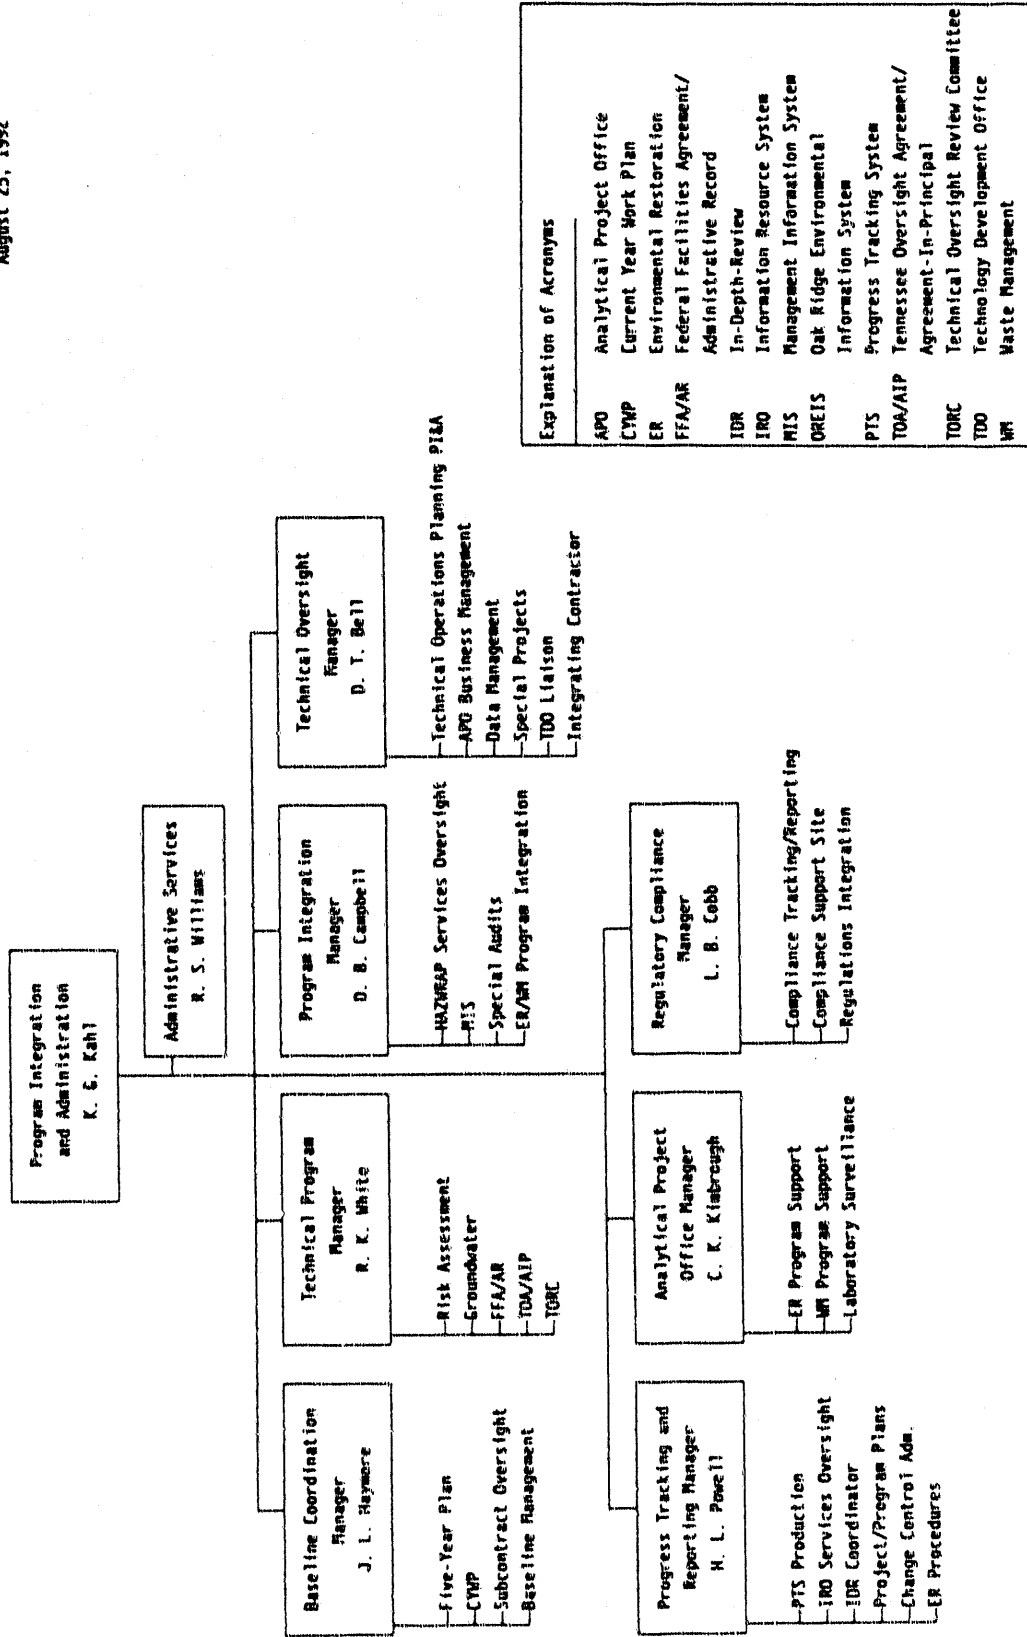 August 25, 1992
Program Integration
and Administration
K. G. Kahl
Administrative Services
R. S. Williams
Baseline Coordination
Manager
J. L. Haymore
Five-Year Plan
CYWP
Subcontract Oversight
Baseline Management
Technical Program
Manager
R. K. White
Risk Assessment
Groundwater
FFA/AR
TOA/AIP
TORC
Program Integration
Manager
D. B. Campbell
HAZWRAP Services Oversight
MIS
Special Audits
ER/WM Program Integration
Technical Oversight
Manager
D. T. Bell
Technical Operations Planning PI&A
APO Business Management
Data Management
Special Projects
TDO Liaison
Integrating Contractor
Progress Tracking and
Reporting Manager
H. L. Powell
PTS Production
IRO Services Oversight
IDR Coordinator
Project/Program Plans
Change Control Adm.
ER Procedures
Analytical Project
Office Manager
C. K. Kimbrough
ER Program Support
WM Program Support
Laboratory Surveillance
Regulatory Compliance
Manager
L. B. Cobb
Compliance Tracking/Reporting
Compliance Support Site
Regulations Integration
Explanation of Acronyms
APO Analytical Project Office
CYWP Current Year Work Plan
ER Environmental Restoration
FFA/AR Federal Facilities Agreement/
Administrative Record
IDR In-Depth-Review
IRO Information Resource System
MIS Management Information System
OREIS Oak Ridge Environmental
Information System
PTS Progress Tracking System
TOA/AIP Tennessee Oversight Agreement/
Agreement-In-Principal
TORC Technical Oversight Review Committee
TDO Technology Development Office
WM Waste Management